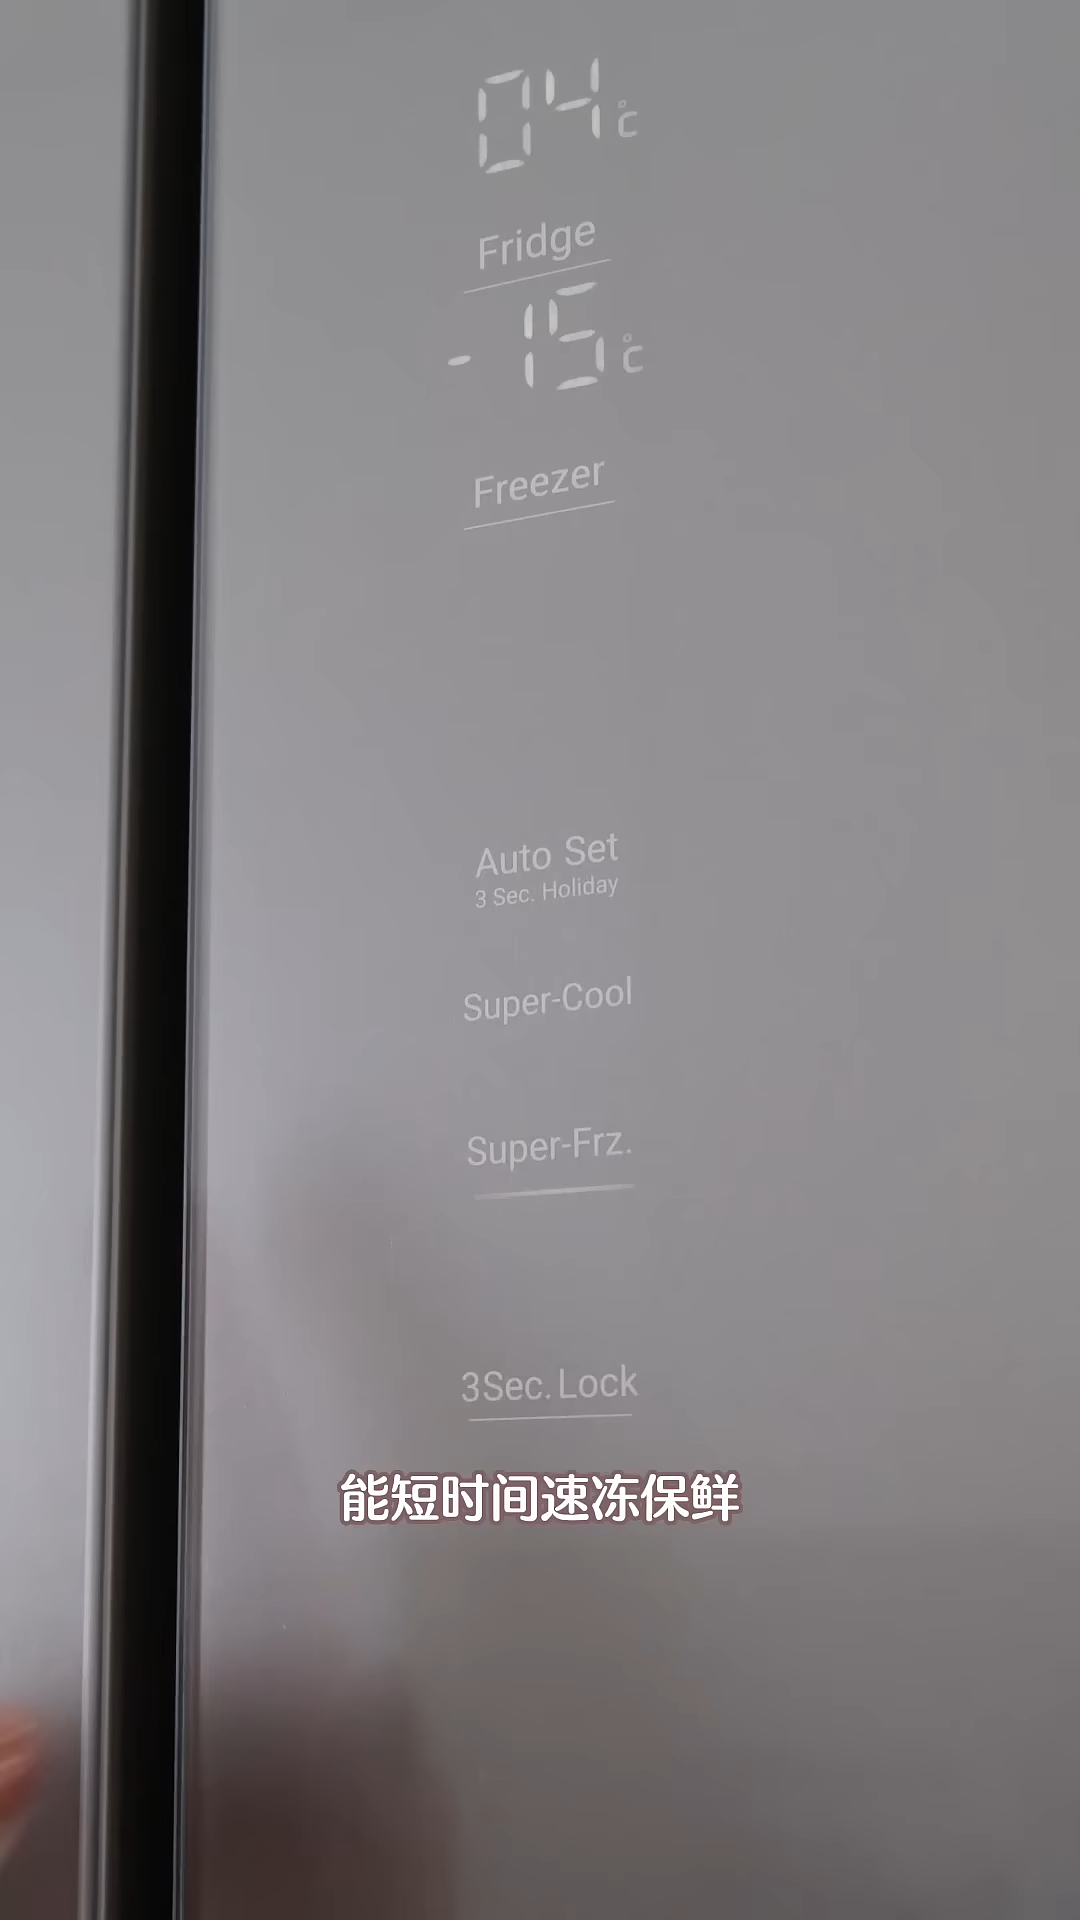 04°C
Fridge
-15°C
Freezer
Auto Set
3 Sec. Holiday
Super-Cool
Super-Frz.
3Sec. Lock
能短时间速冻保鲜